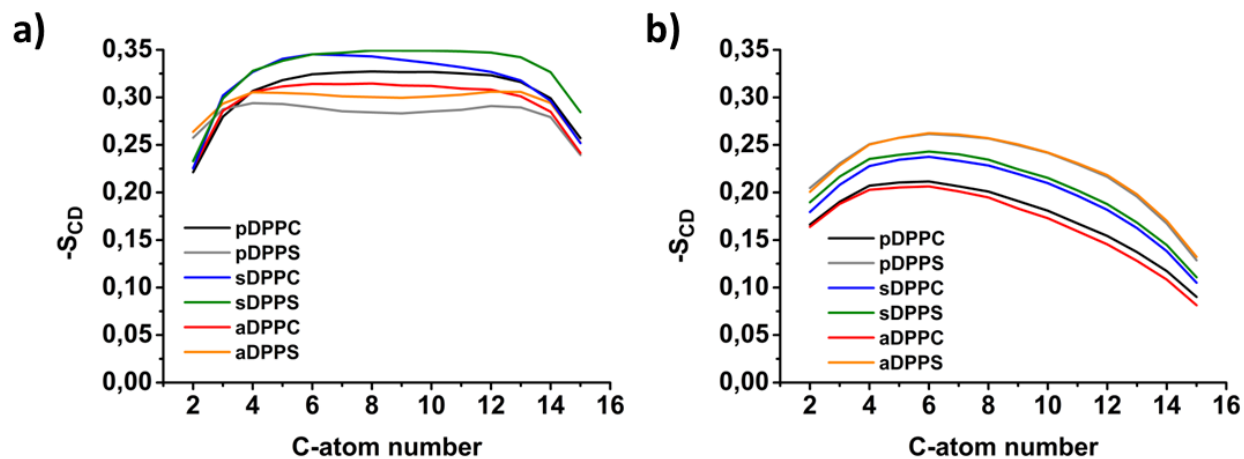 a)
0,35
0,30
0,25
0,20
0,15
0,10
0,05
0,00
-S_CD
pDPPC
pDPPS
sDPPC
sDPPS
aDPPC
aDPPS
2 4 6 8 10 12 14 16
C-atom number
b)
0,35
0,30
0,25
0,20
0,15
0,10
0,05
0,00
-S_CD
pDPPC
pDPPS
sDPPC
sDPPS
aDPPC
aDPPS
2 4 6 8 10 12 14 16
C-atom number